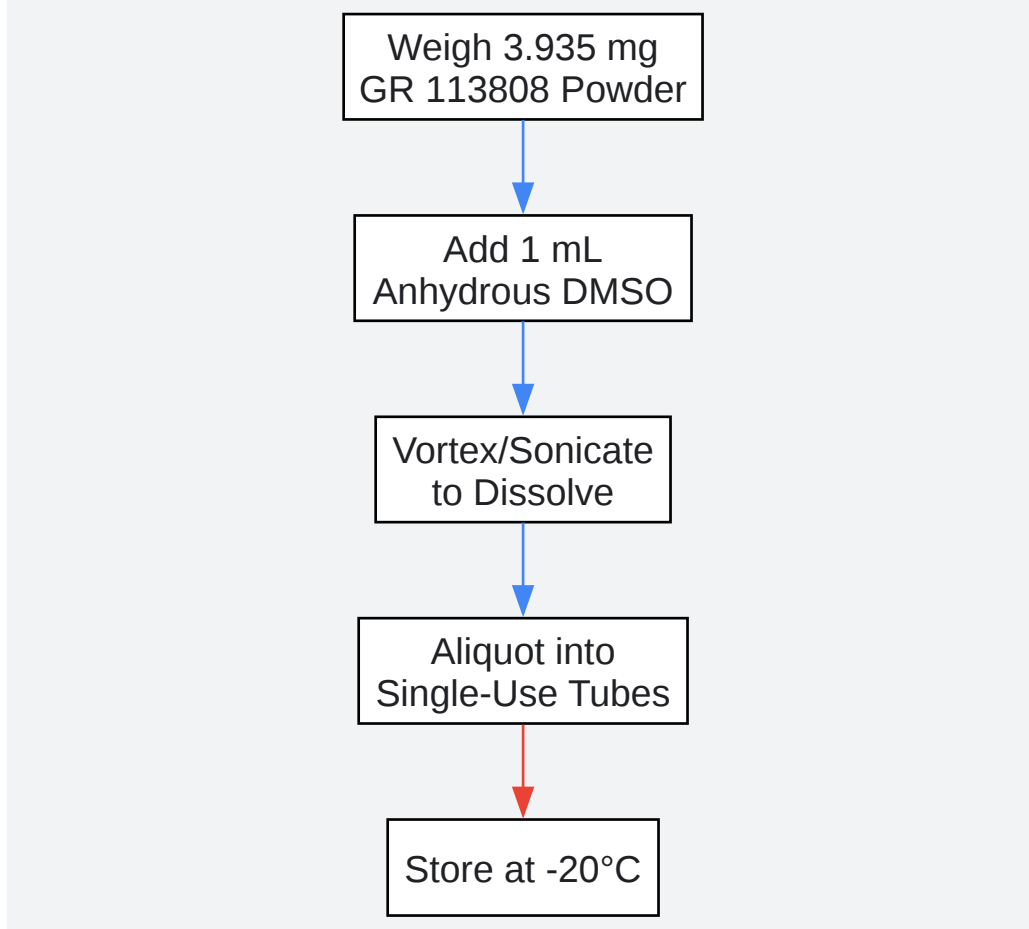 Weigh 3.935 mg
GR 113808 Powder
Add 1 mL
Anhydrous DMSO
Vortex/Sonicate
to Dissolve
Aliquot into
Single-Use Tubes
Store at -20°C